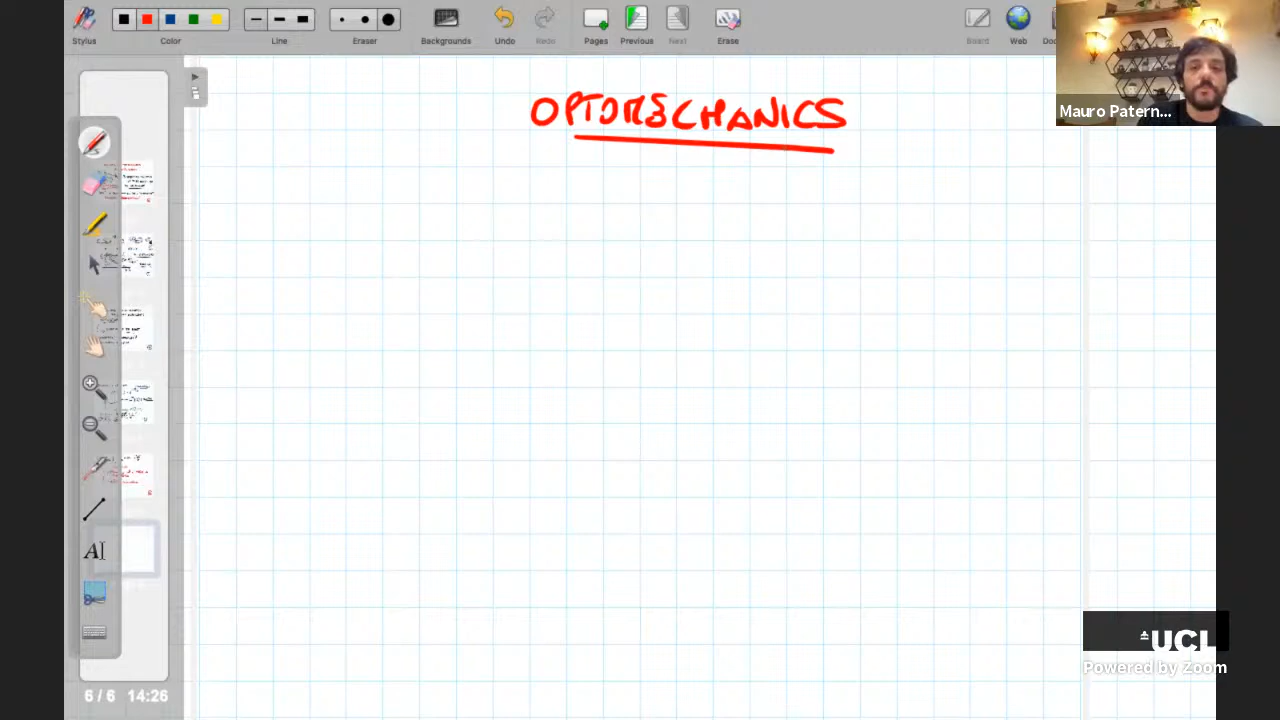 Stylus Color Line Eraser Backgrounds Undo Redo Pages Previous Next Erase Board Web
OPTOMECHANICS
Mauro Patern...
AI
UCL
Powered by Zoom
6 / 6 14:26